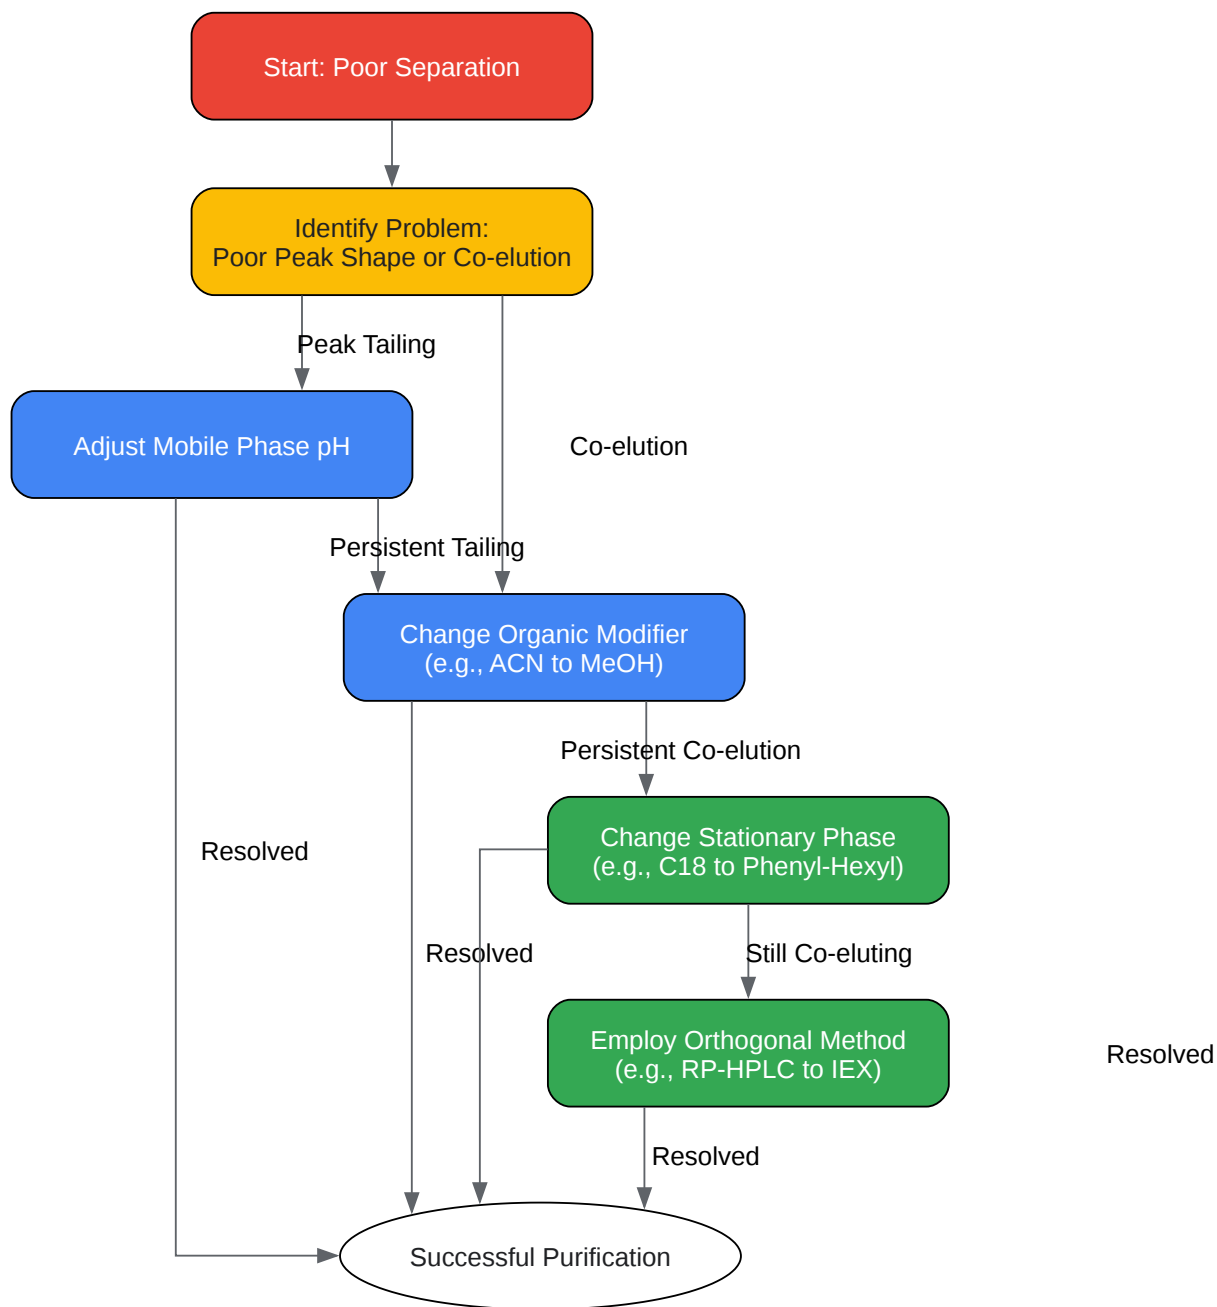 Start: Poor Separation
Identify Problem:
Poor Peak Shape or Co-elution
Peak Tailing
Adjust Mobile Phase pH
Co-elution
Persistent Tailing
Change Organic Modifier
(e.g., ACN to MeOH)
Persistent Co-elution
Change Stationary Phase
(e.g., C18 to Phenyl-Hexyl)
Resolved
Resolved
Still Co-eluting
Employ Orthogonal Method
(e.g., RP-HPLC to IEX)
Resolved
Resolved
Successful Purification